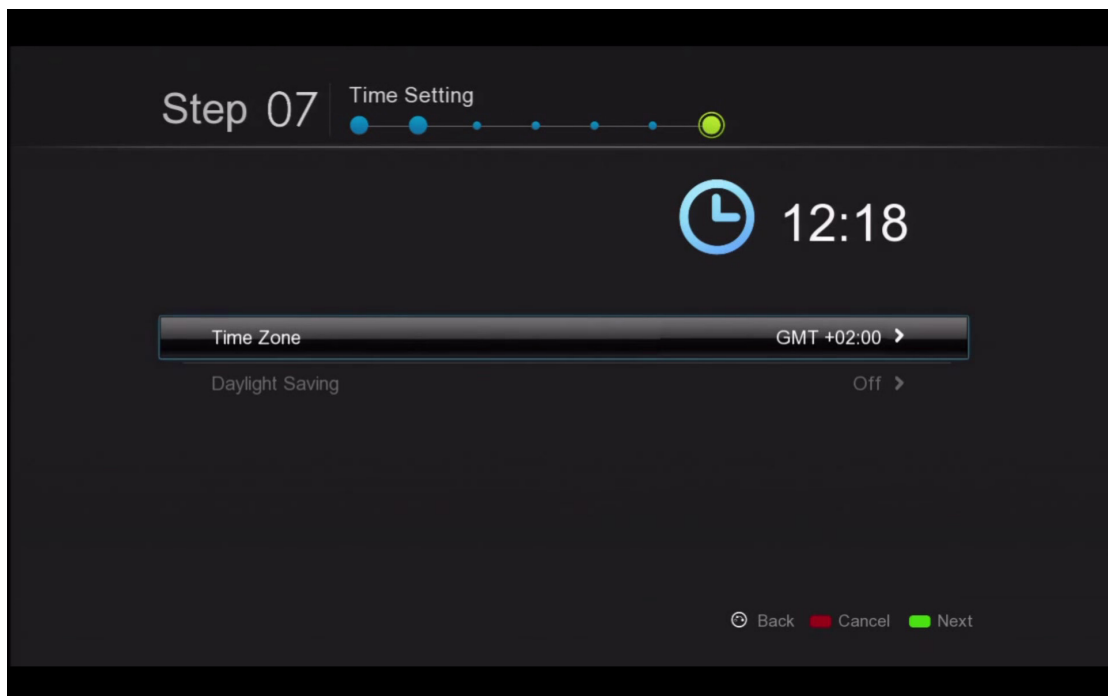 Step 07
Time Setting
12:18
Time Zone GMT +02:00
Daylight Saving Off
Back Cancel Next